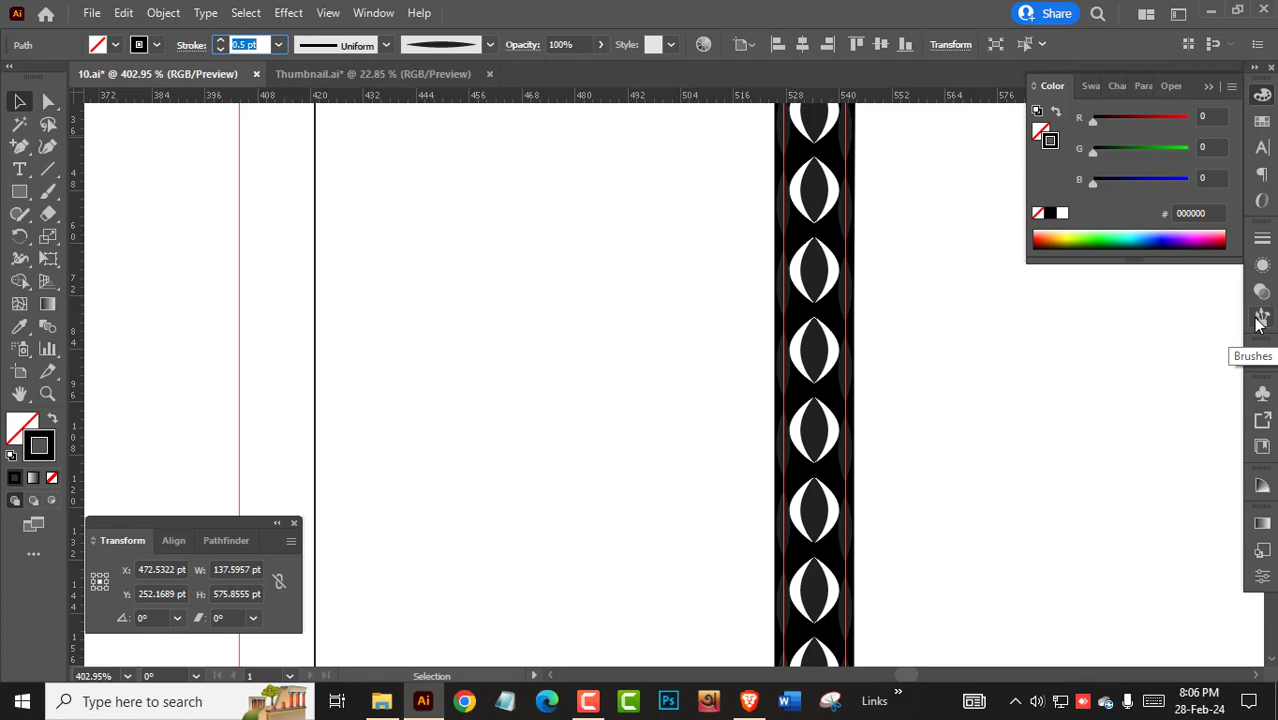 Ai File Edit Object Type Select Effect View Window Help Share
Path Stroke: 0.5 pt Uniform Opacity: 100% Style: Transform
10.ai* @ 402.95 % (RGB/Preview) × Thumbnail.ai* @ 22.85 % (RGB/Preview) ×
372 384 396 408 420 432 444 456 468 480 492 504 516 528 540 552 564 576
Color Swa Cha Para Oper
R 0
G 0
B 0
# 000000
Brushes
Transform Align Pathfinder
X: 472.5322 pt W: 137.5957 pt
Y: 252.1689 pt H: 575.8555 pt
0° 0°
402.95% 0° 1 Selection
Type here to search Ai Ps W Links 8:06 PM
28-Feb-24